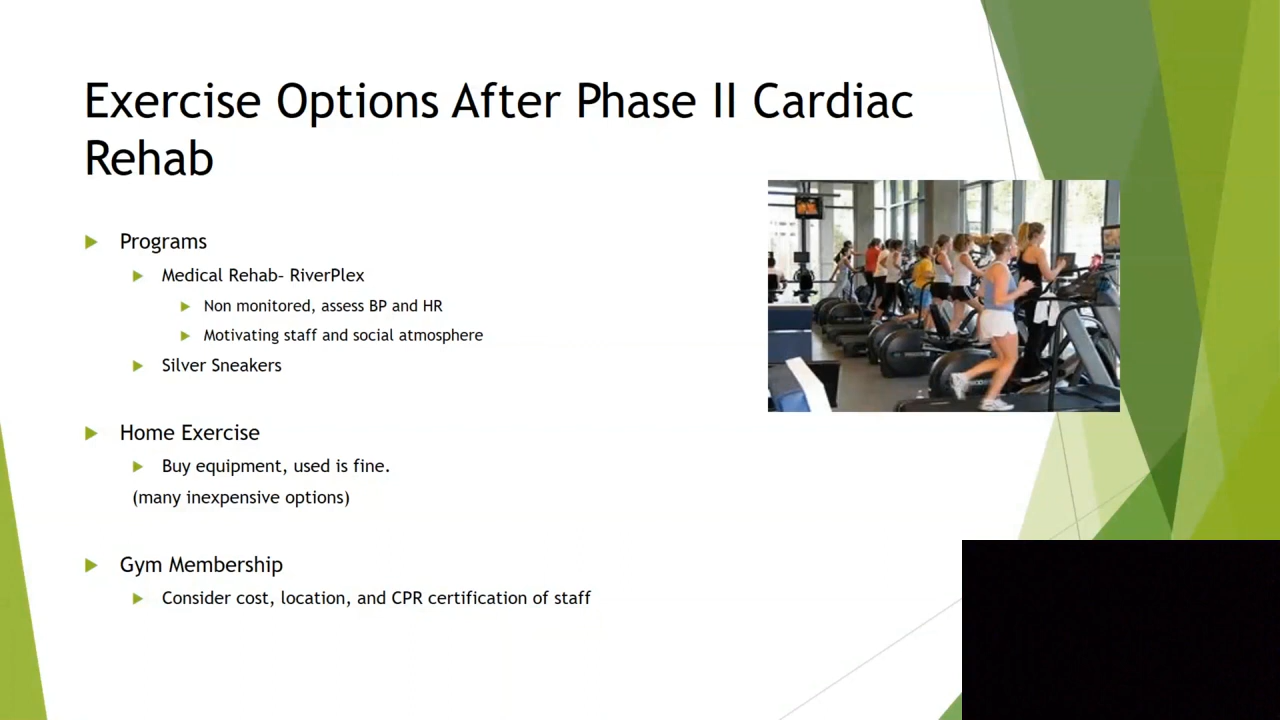 Exercise Options After Phase II Cardiac
Rehab
Programs
Medical Rehab- RiverPlex
Non monitored, assess BP and HR
Motivating staff and social atmosphere
Silver Sneakers
Home Exercise
Buy equipment, used is fine.
(many inexpensive options)
Gym Membership
Consider cost, location, and CPR certification of staff